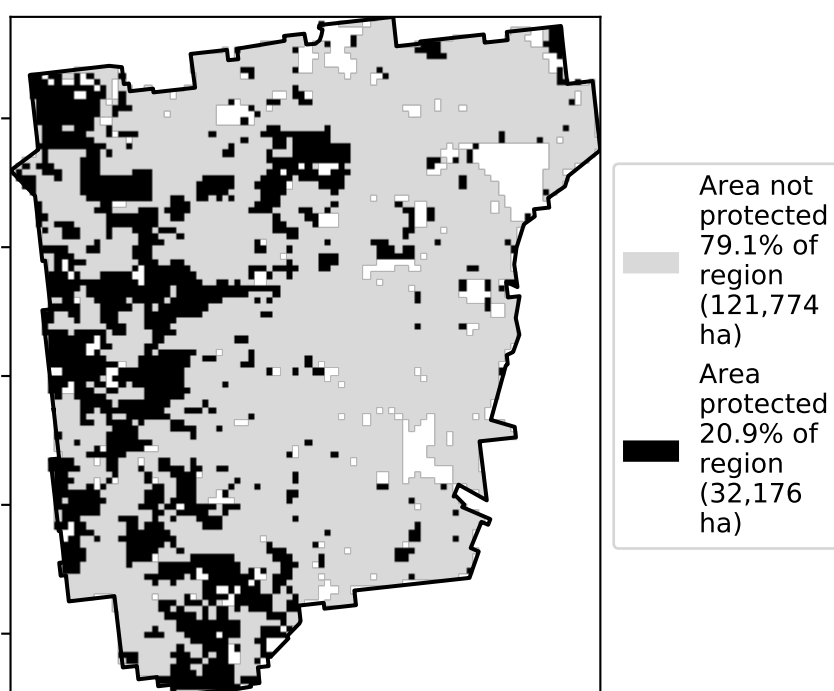 Area not
protected
79.1% of
region
(121,774
ha)
Area
protected
20.9% of
region
(32,176
ha)